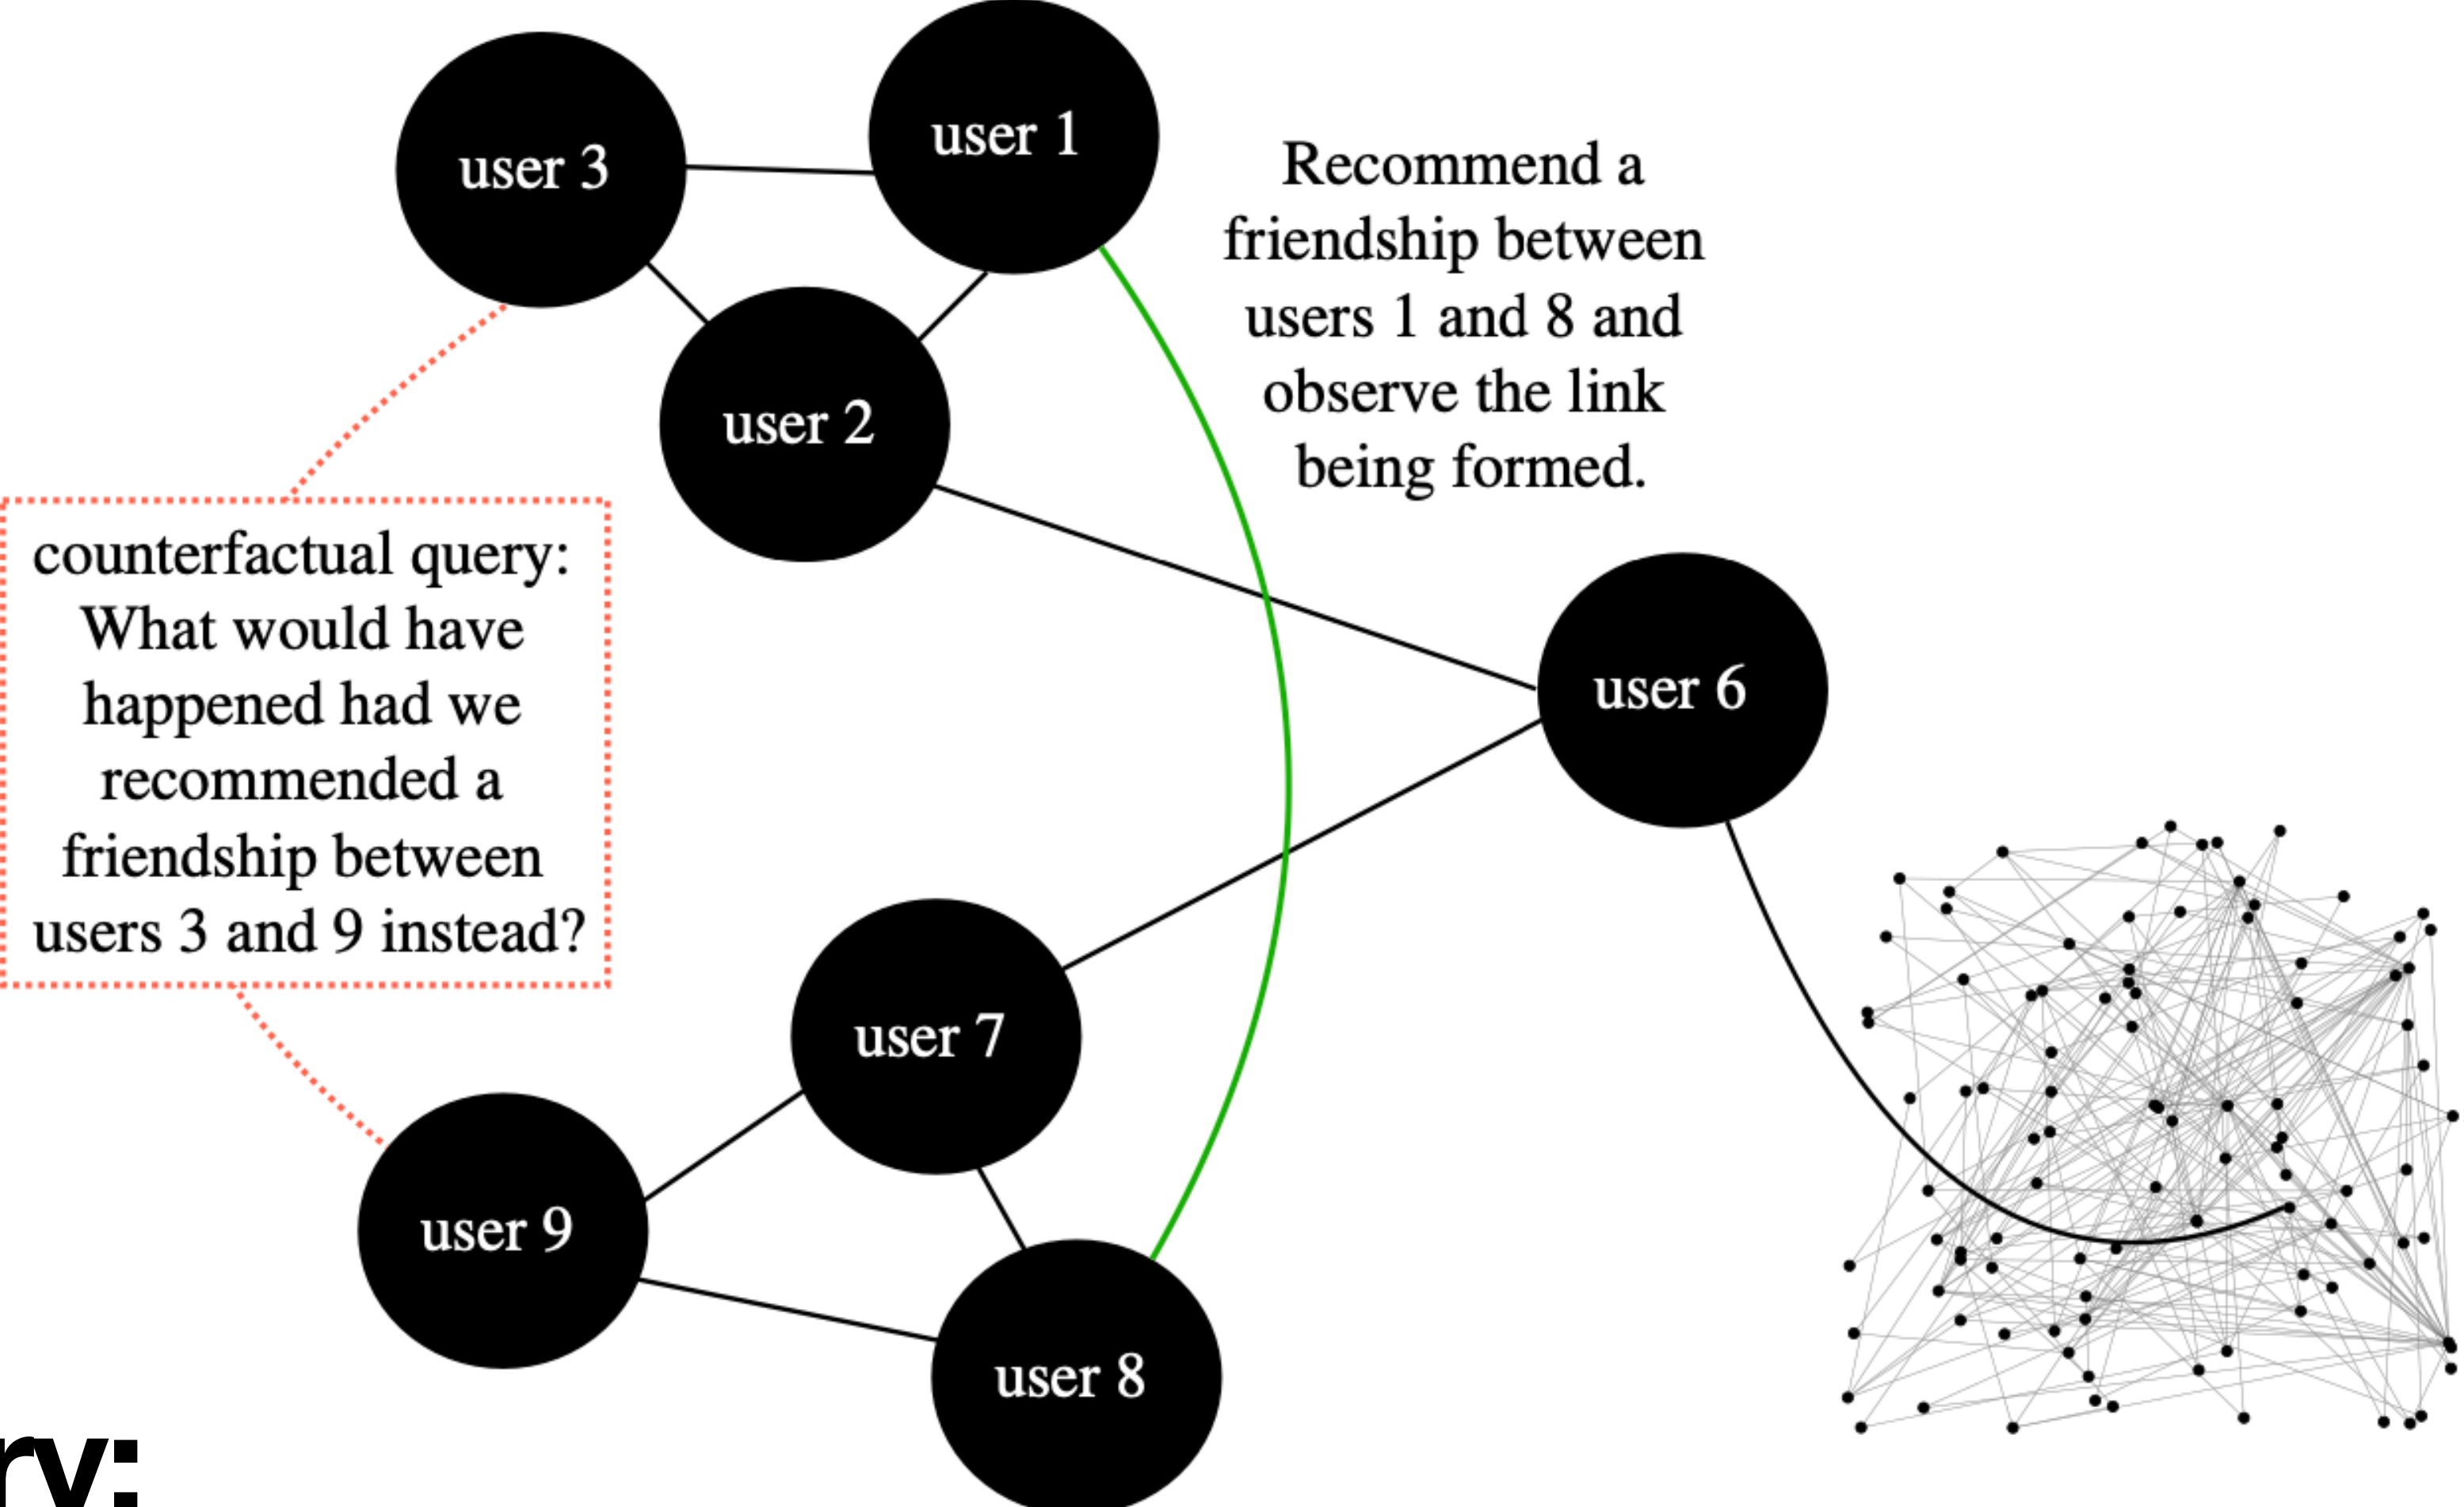 user 3
user 1
Recommend a
friendship between
users 1 and 8 and
observe the link
being formed.
user 2
counterfactual query:
What would have
happened had we
recommended a
friendship between
users 3 and 9 instead?
user 6
user 7
user 9
user 8
ry: